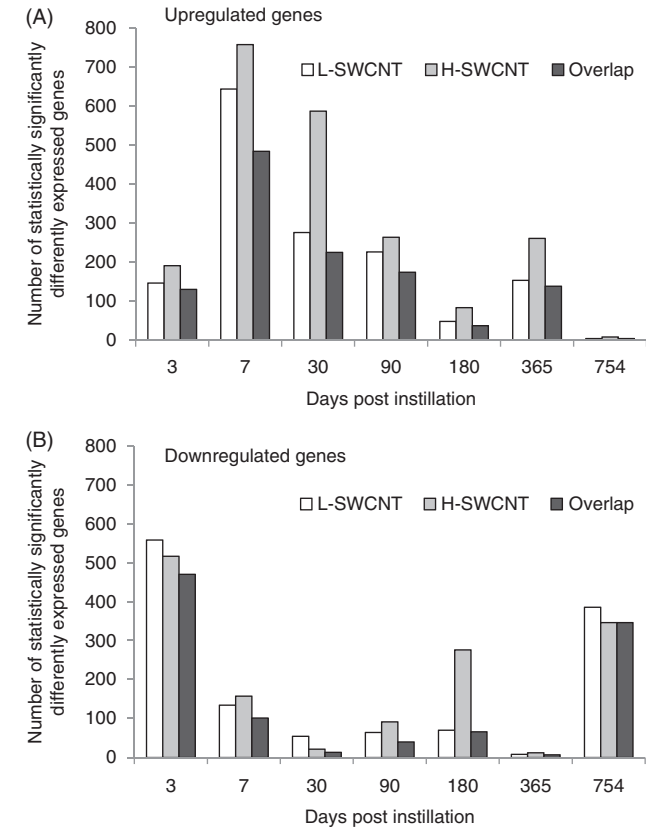 (A)
Upregulated genes
Number of statistically significantly
differently expressed genes
800
700
600
500
400
300
200
100
0
L-SWCNT H-SWCNT Overlap
3 7 30 90 180 365 754
Days post instillation
(B)
Downregulated genes
Number of statistically significantly
differently expressed genes
800
700
600
500
400
300
200
100
0
L-SWCNT H-SWCNT Overlap
3 7 30 90 180 365 754
Days post instillation